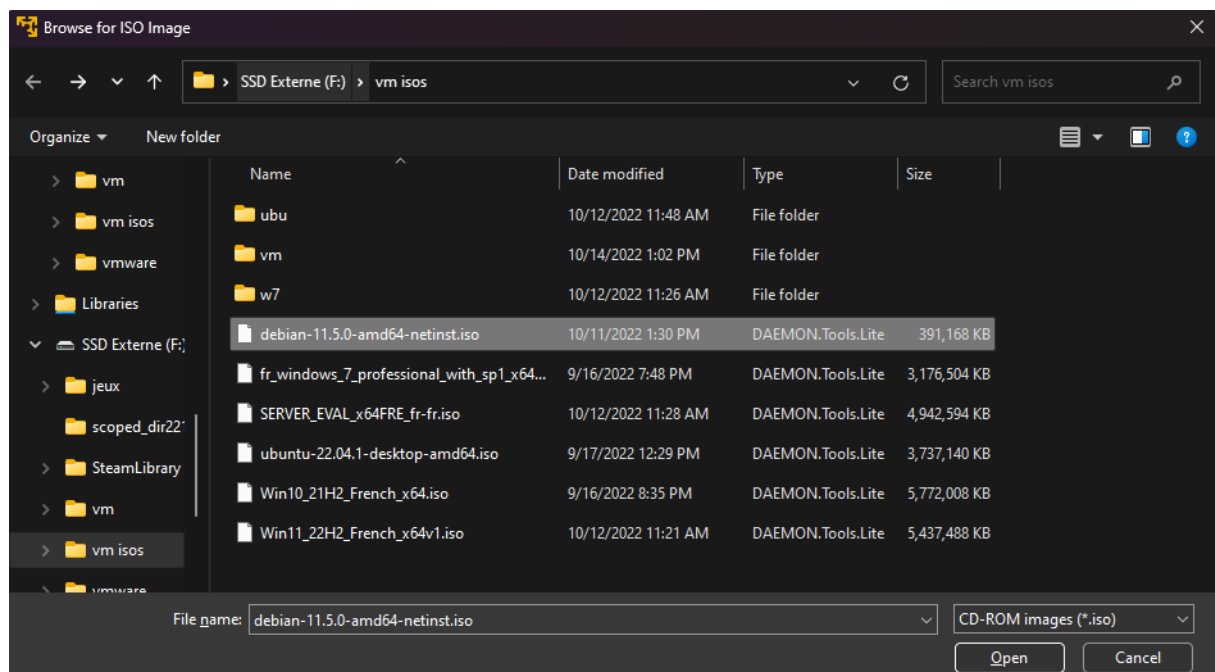 Browse for ISO Image
SSD Externe (F:) vm isos
Search vm isos
Organize New folder
Name Date modified Type Size
vm
vm isos
vmware
Libraries
SSD Externe (F:)
jeux
scoped_dir221
SteamLibrary
vm
vm isos
vmware
ubu 10/12/2022 11:48 AM File folder
vm 10/14/2022 1:02 PM File folder
w7 10/12/2022 11:26 AM File folder
debian-11.5.0-amd64-netinst.iso 10/11/2022 1:30 PM DAEMON.Tools.Lite 391,168 KB
fr_windows_7_professional_with_sp1_x64... 9/16/2022 7:48 PM DAEMON.Tools.Lite 3,176,504 KB
SERVER_EVAL_x64FRE_fr-fr.iso 10/12/2022 11:28 AM DAEMON.Tools.Lite 4,942,594 KB
ubuntu-22.04.1-desktop-amd64.iso 9/17/2022 12:29 PM DAEMON.Tools.Lite 3,737,140 KB
Win10_21H2_French_x64.iso 9/16/2022 8:35 PM DAEMON.Tools.Lite 5,772,008 KB
Win11_22H2_French_x64v1.iso 10/12/2022 11:21 AM DAEMON.Tools.Lite 5,437,488 KB
File name: debian-11.5.0-amd64-netinst.iso CD-ROM images (*.iso)
Open Cancel